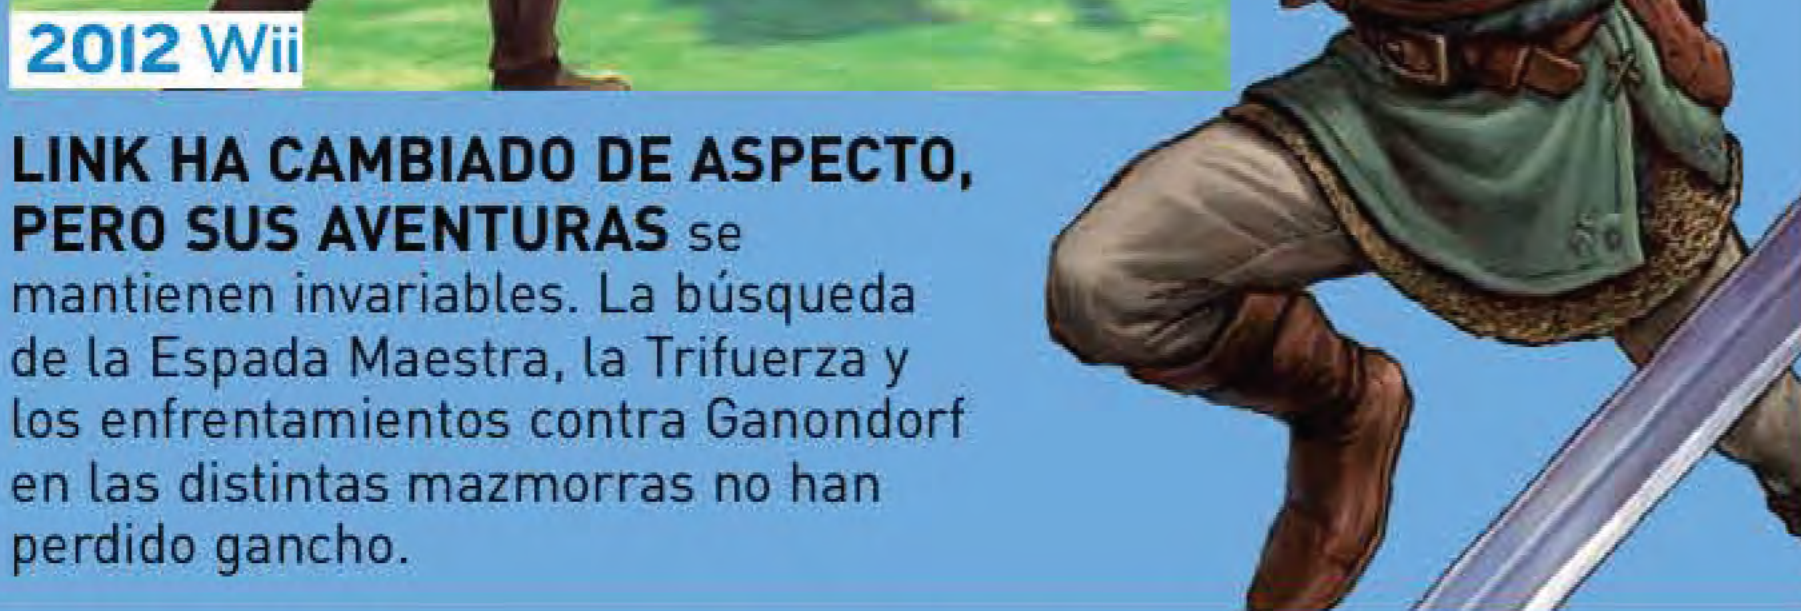 2012 Wii
LINK HA CAMBIADO DE ASPECTO,
PERO SUS AVENTURAS se
mantienen invariables. La búsqueda
de la Espada Maestra, la Trifuerza y
los enfrentamientos contra Ganondorf
en las distintas mazmorras no han
perdido gancho.